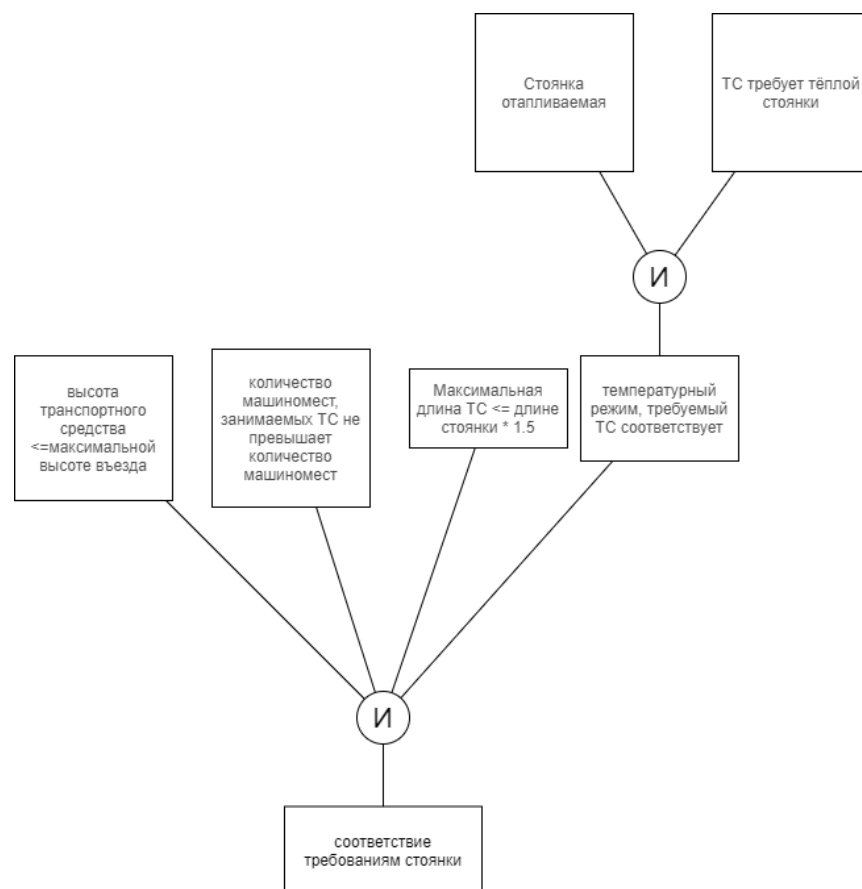 Стоянка
отапливаемая
ТС требует тёплой
стоянки
И
высота
транспортного
средства
<=максимальной
высоте въезда
количество
машиномест,
занимаемых ТС не
превышает
количество
машиномест
Максимальная
длина ТС <= длине
стоянки * 1.5
температурный
режим, требуемый
ТС соответствует
И
соответствие
требованиям стоянки